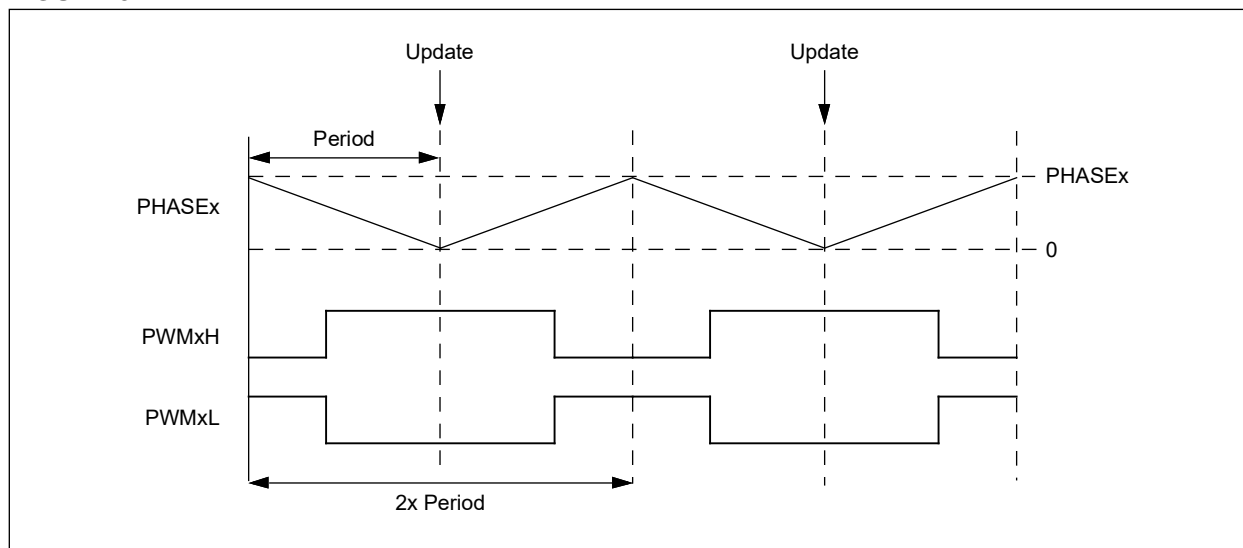 Update
Update
Period
PHASEx
PHASEx
0
PWMxH
PWMxL
2x Period